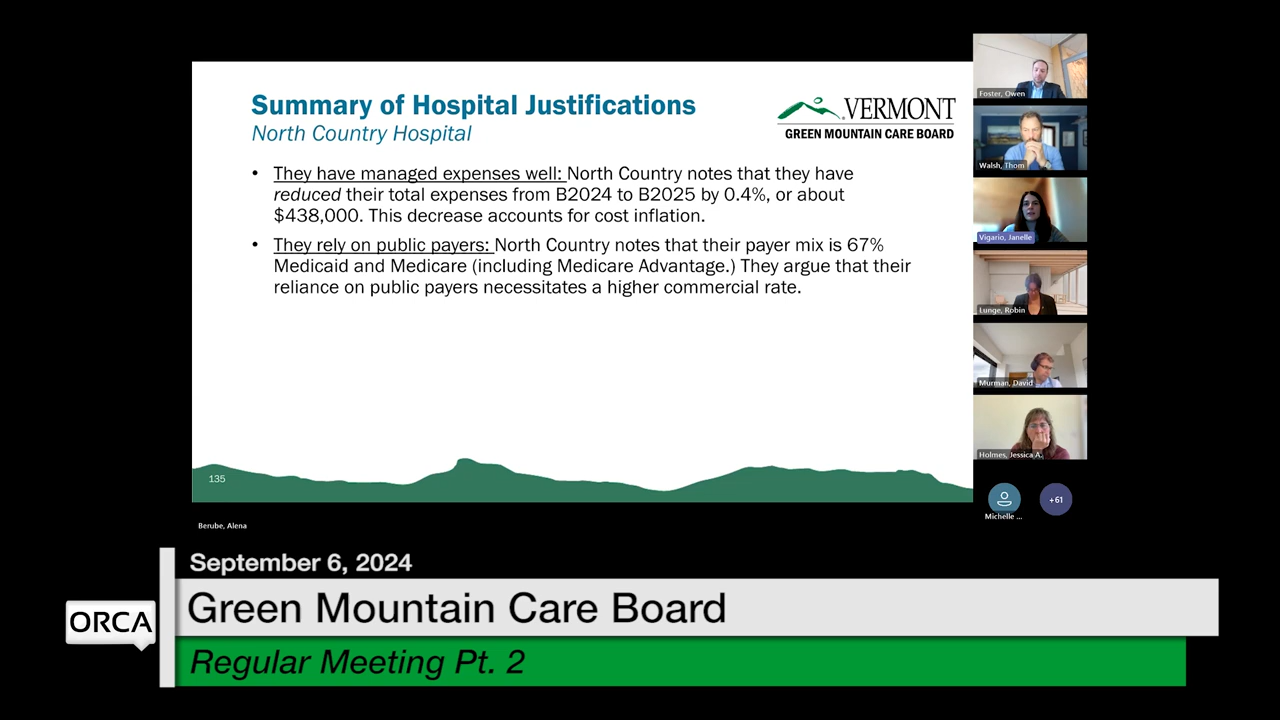 Summary of Hospital Justifications
North Country Hospital
VERMONT
GREEN MOUNTAIN CARE BOARD
• They have managed expenses well: North Country notes that they have
reduced their total expenses from B2024 to B2025 by 0.4%, or about
$438,000. This decrease accounts for cost inflation.
• They rely on public payers: North Country notes that their payer mix is 67%
Medicaid and Medicare (including Medicare Advantage.) They argue that their
reliance on public payers necessitates a higher commercial rate.
135
Foster, Owen
Walsh, Thom
Vigario, Janelle
Lunge, Robin
Murman, David
Holmes, Jessica A.
Michelle ...
+61
Berube, Alena
September 6, 2024
ORCA
Green Mountain Care Board
Regular Meeting Pt. 2